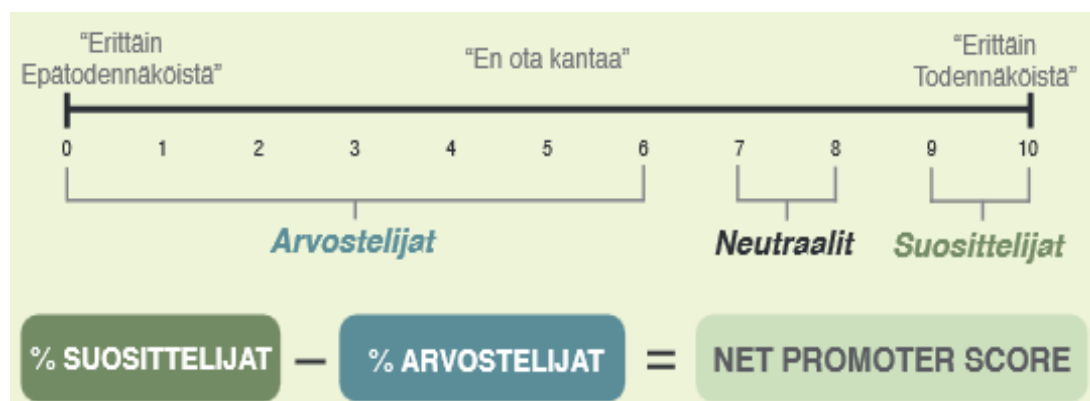 “Erittäin
Epätodennäköistä”
“En ota kantaa”
“Erittäin
Todennäköistä”
0 1 2 3 4 5 6 7 8 9 10
Arvostelijat Neutraalit Suosittelijat
% SUOSITTELIJAT – % ARVOSTELIJAT = NET PROMOTER SCORE